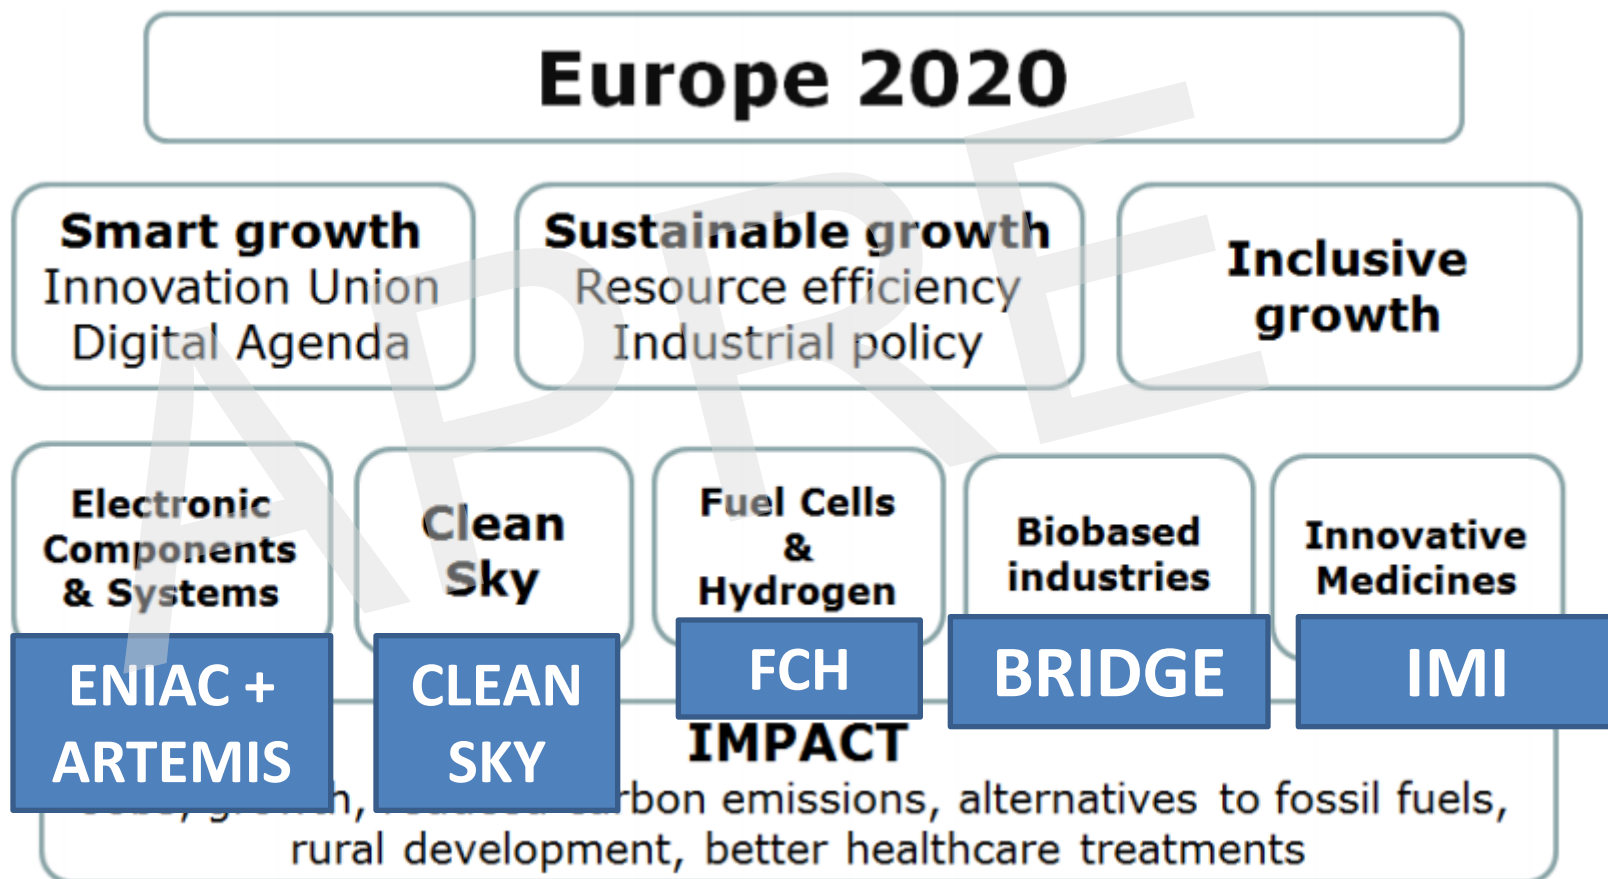 Europe 2020
Smart growth
Innovation Union
Digital Agenda
Sustainable growth
Resource efficiency
Industrial policy
Inclusive
growth
Electronic
Components
& Systems
Clean
Sky
Fuel Cells
&
Hydrogen
Biobased
industries
Innovative
Medicines
ENIAC +
ARTEMIS
CLEAN
SKY
FCH
BRIDGE
IMI
IMPACT
emissions, alternatives to fossil fuels,
rural development, better healthcare treatments
APRE